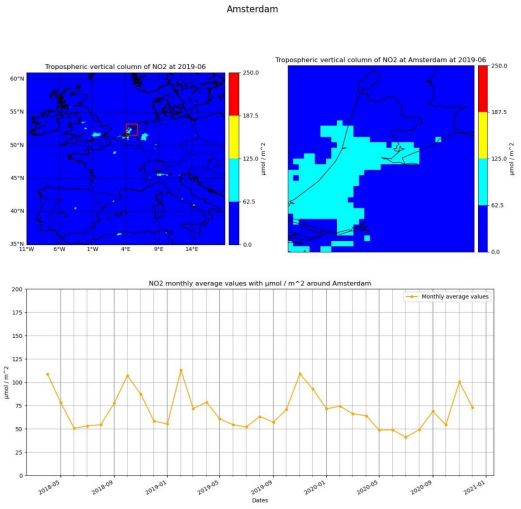 Amsterdam
Tropospheric vertical column of NO2 at 2019-06
60°N
55°N
50°N
45°N
40°N
35°N
11°W 6°W 1°W 4°E 9°E 14°E
250.0
187.5
125.0
62.5
0.0
μmol / m^2
Tropospheric vertical column of NO2 at Amsterdam at 2019-06
250.0
187.5
125.0
62.5
0.0
μmol / m^2
NO2 monthly average values with μmol / m^2 around Amsterdam
Monthly average values
200
175
150
125
100
75
50
25
0
μmol / m^2
2018-05 2018-09 2019-01 2019-05 2019-09 2020-01 2020-05 2020-09 2021-01
Dates